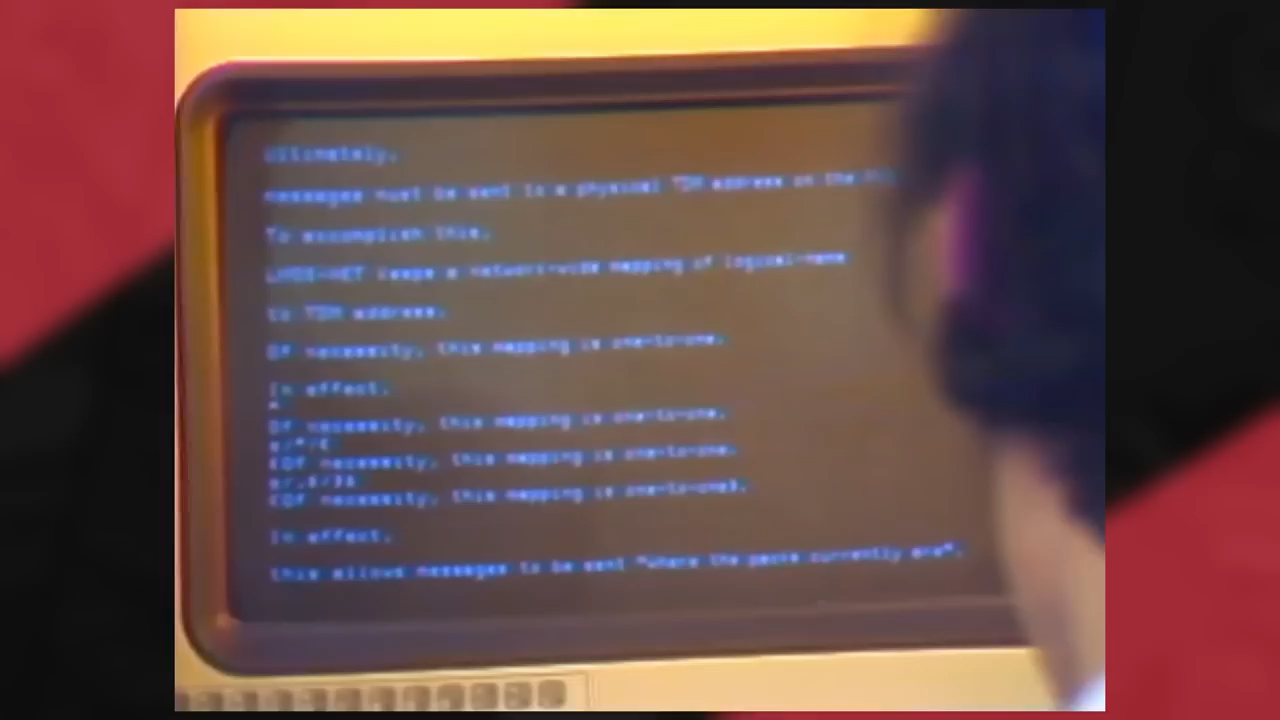 Ultimately,
messages must be sent to a physical TDM address on the
To accomplish this,
keeps a network-wide mapping of logical-name
to TDM address.
Of necessity, this mapping is one-to-one.
In effect,
^
Of necessity, this mapping is one-to-one.
(Of necessity, this mapping is one-to-one.
(Of necessity, this mapping is one-to-one).
In effect,
this allows messages to be sent "where the packs currently are".